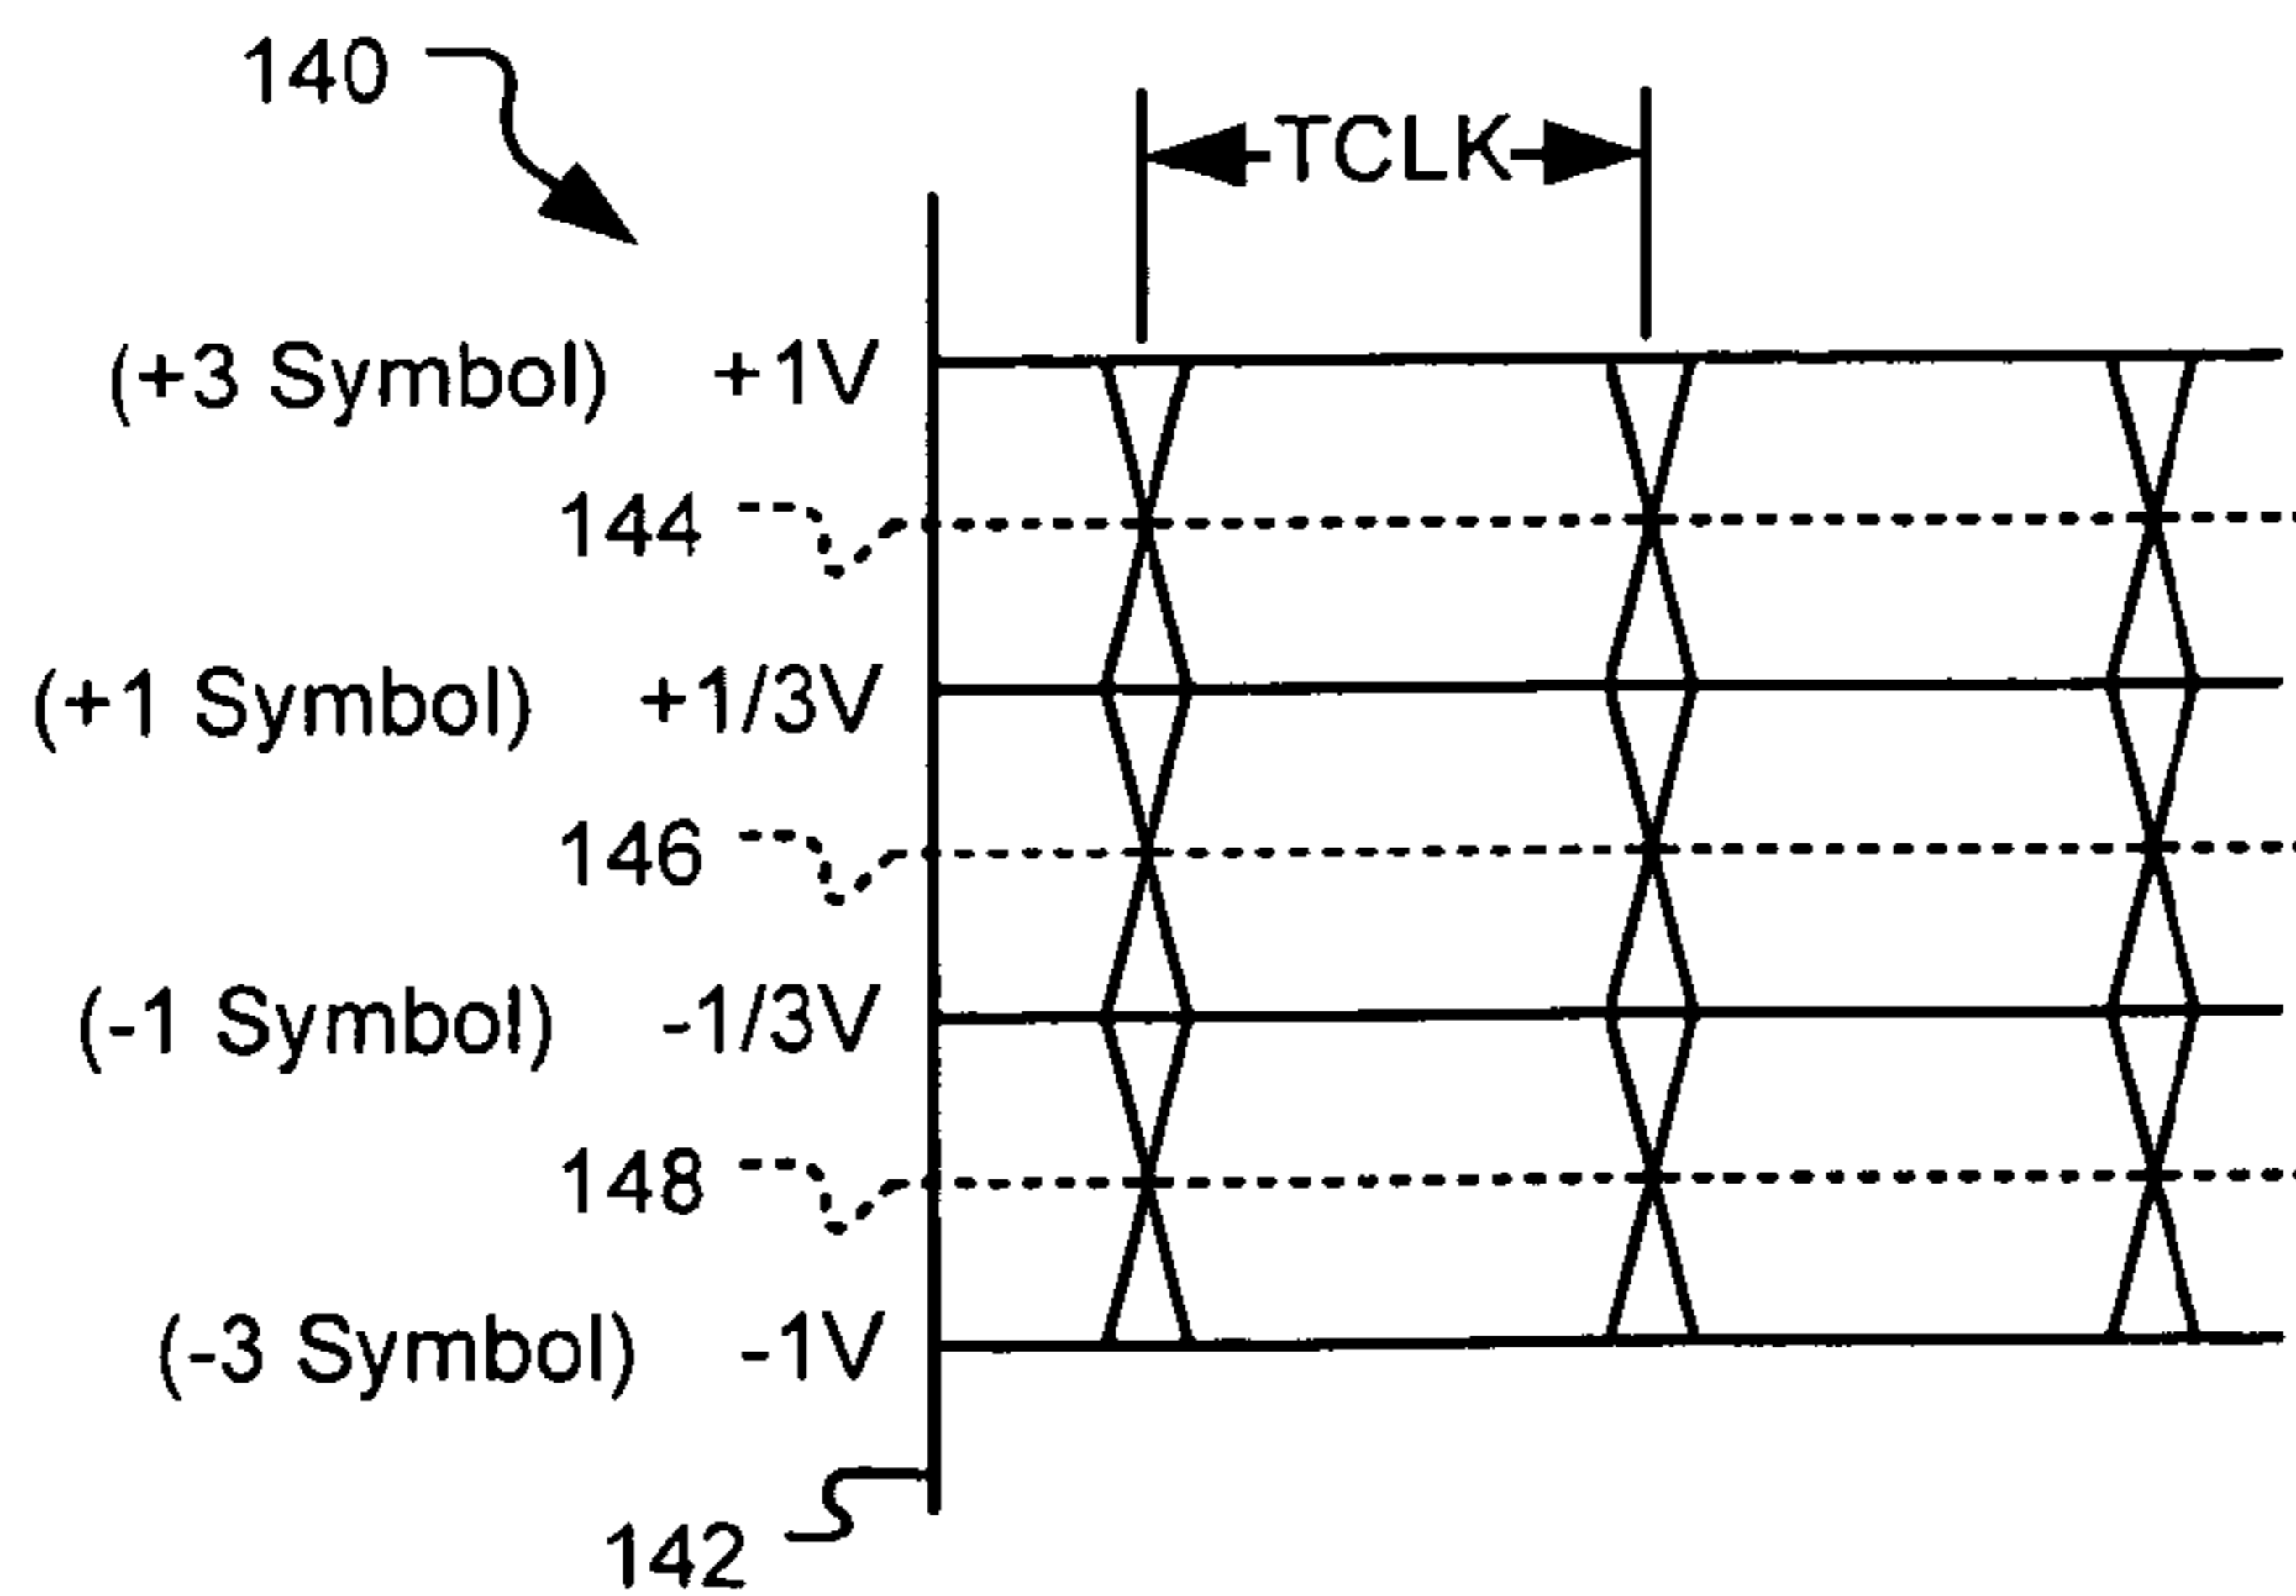 140
TCLK
(+3 Symbol) +1V
144
(+1 Symbol) +1/3V
146
(-1 Symbol) -1/3V
148
(-3 Symbol) -1V
142